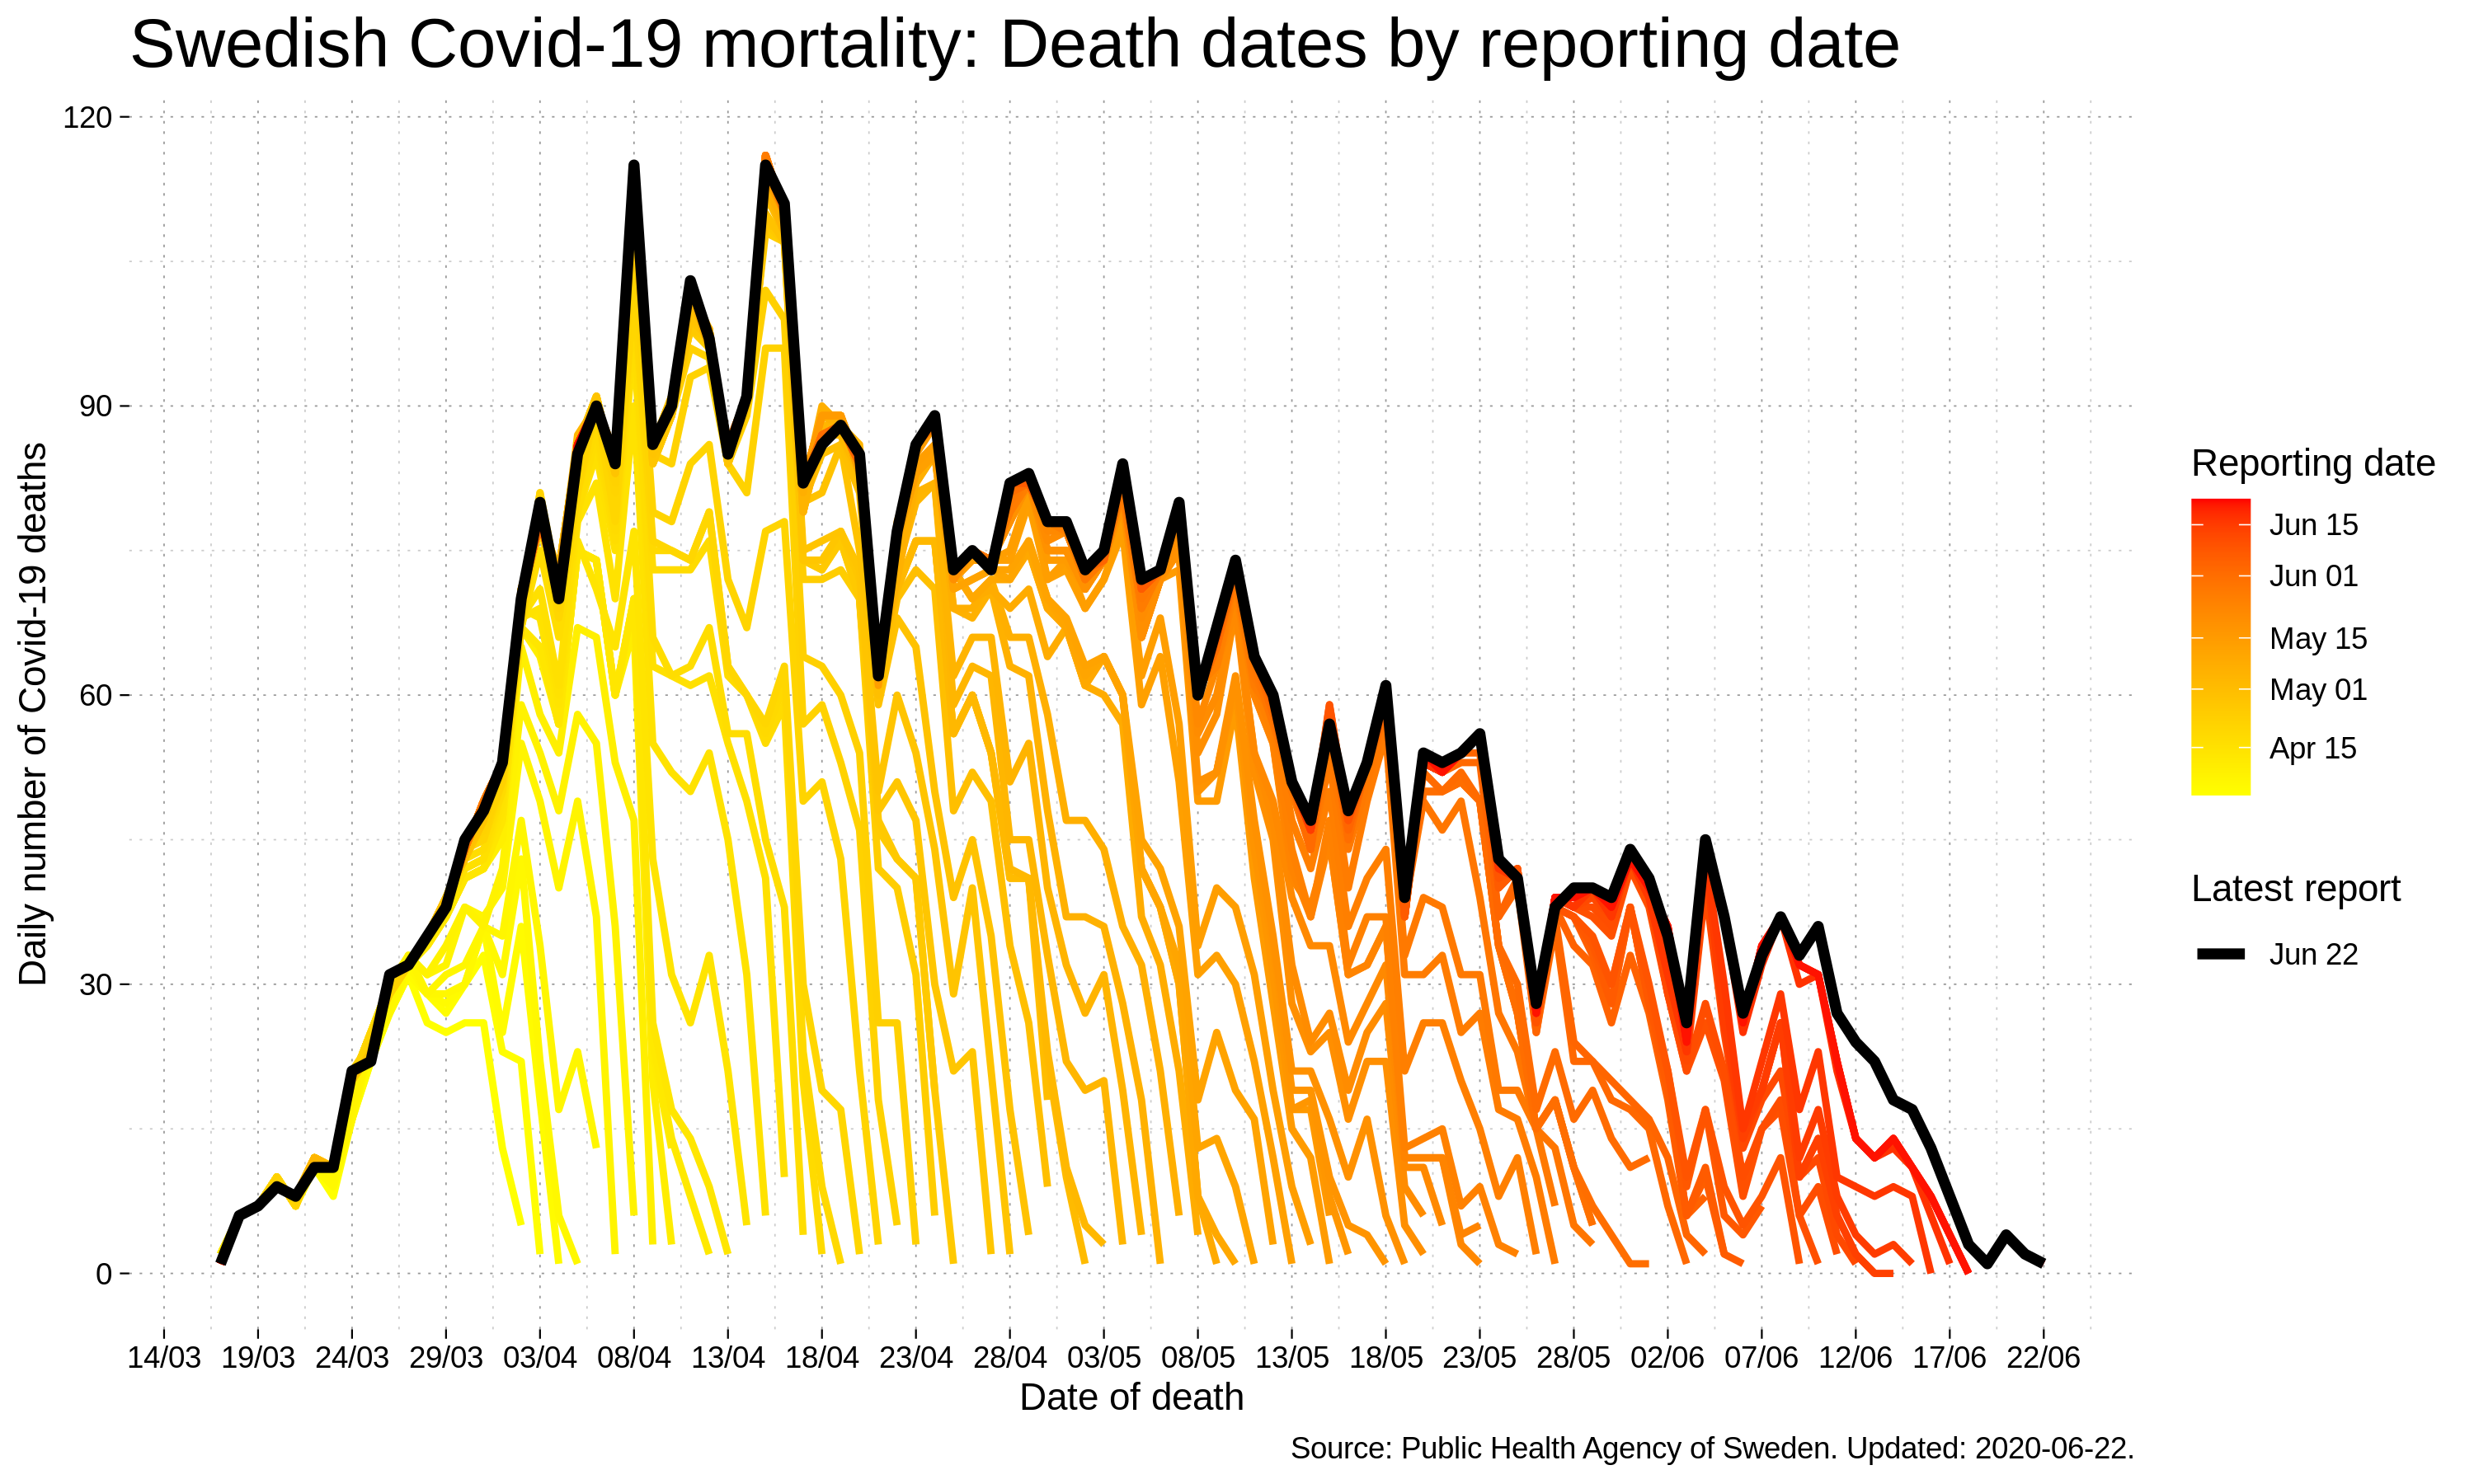 Swedish Covid-19 mortality: Death dates by reporting date
120
90
60
30
0
Daily number of Covid-19 deaths
14/03 19/03 24/03 29/03 03/04 08/04 13/04 18/04 23/04 28/04 03/05 08/05 13/05 18/05 23/05 28/05 02/06 07/06 12/06 17/06 22/06
Date of death
Reporting date
Jun 15
Jun 01
May 15
May 01
Apr 15
Latest report
Jun 22
Source: Public Health Agency of Sweden. Updated: 2020-06-22.